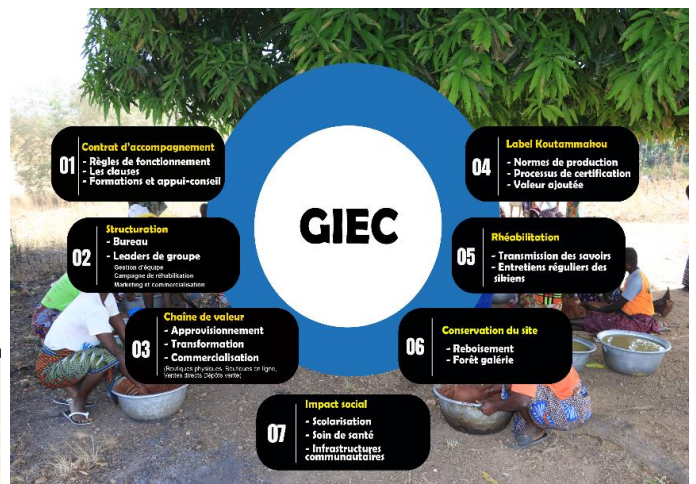 GIEC
01
Contrat d'accompagnement
- Règles de fonctionnement
- Les clauses
- Formations et appui-conseil
02
Structuration
- Bureau
- Leaders de groupe
Gestion d'équipe
Campagne de réhabilitation
Marketing et commercialisation
03
Chaîne de valeur
- Approvisionnement
- Transformation
- Commercialisation
(Boutiques physiques, Boutiques en ligne,
Ventes directs Dépôts vente)
04
Label Koutammakou
- Normes de production
- Processus de certification
- Valeur ajoutée
05
Rhéabilitation
- Transmission des savoirs
- Entretiens réguliers des
sikiens
06
Conservation du site
- Reboisement
- Forêt galérie
07
Impact social
- Scolarisation
- Soin de santé
- Infrastructures
communautaires